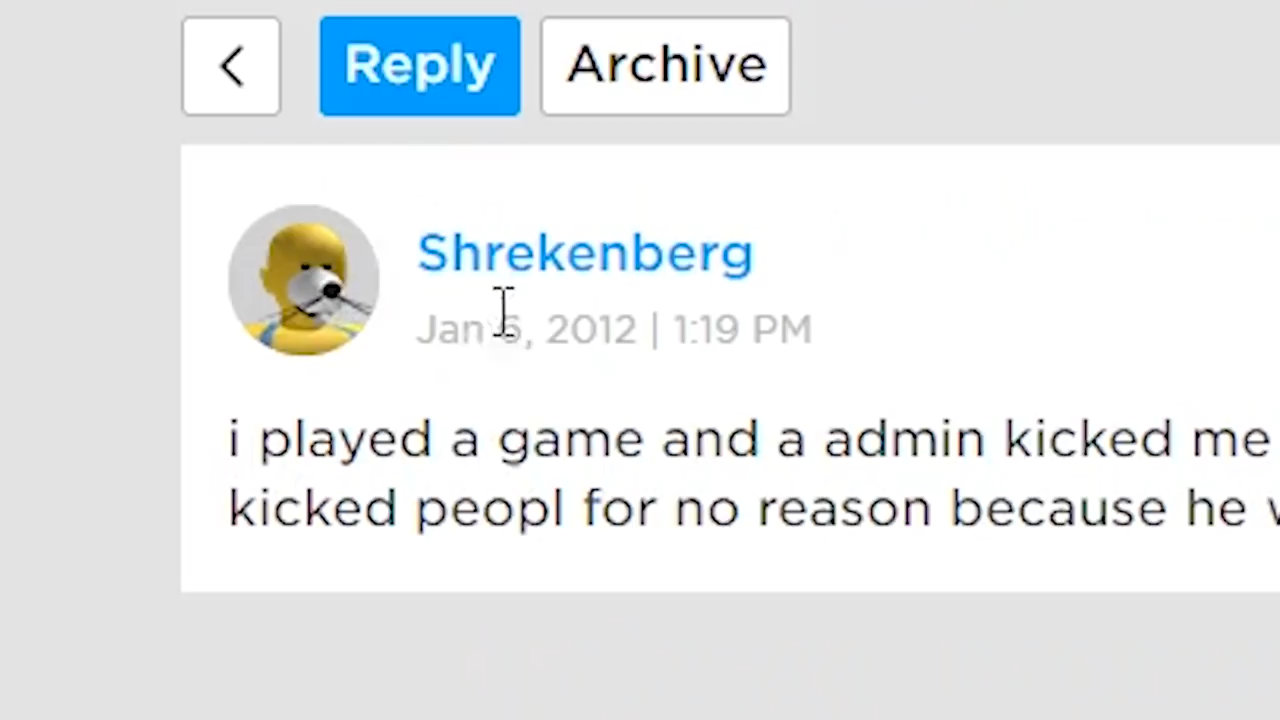 Reply Archive
Shrekenberg
Jan 6, 2012 | 1:19 PM
i played a game and a admin kicked me
kicked peopl for no reason because he